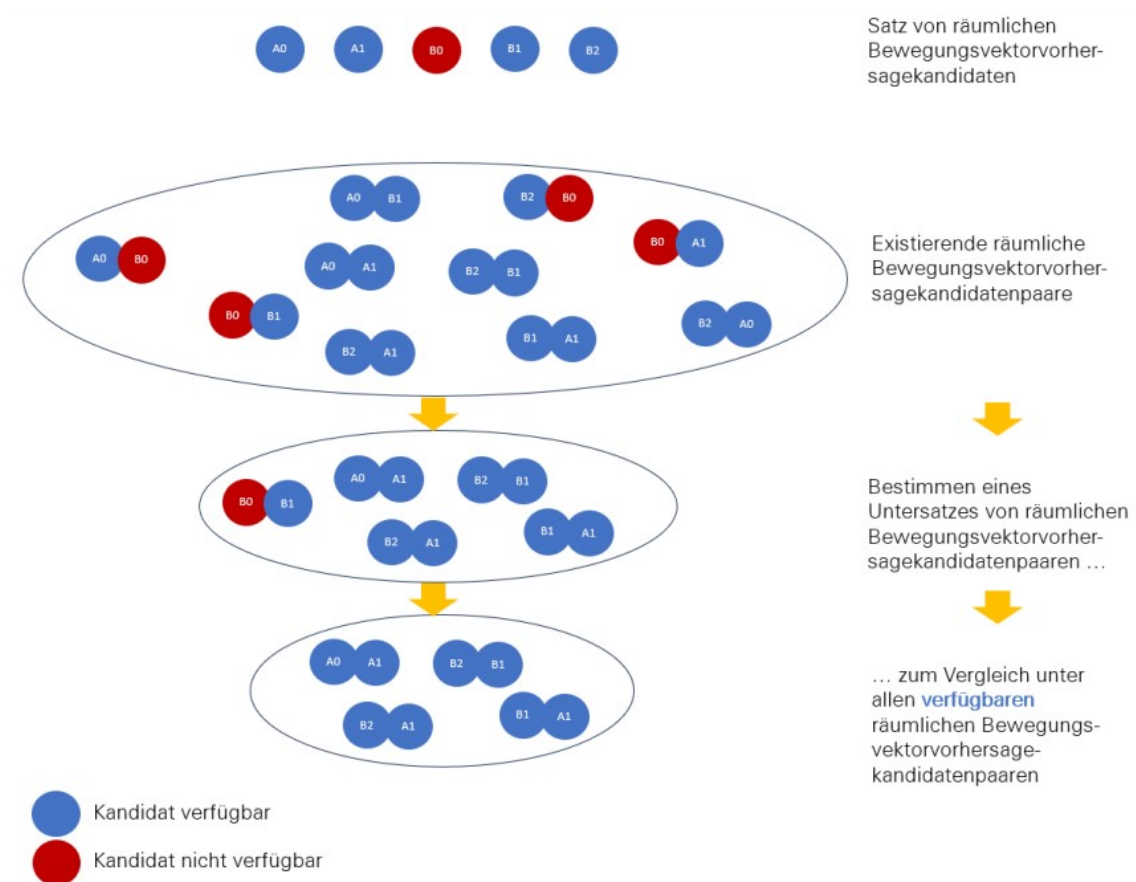 A0 A1 B0 B1 B2
Satz von räumlichen
Bewegungsvektorvorher-
sagekandidaten
A0 B1
B2 B0
B0 A1
A0 B0
A0 A1
B2 B1
B0 B1
B2 A1
B1 A1
B2 A0
Existierende räumliche
Bewegungsvektorvorher-
sagekandidatenpaare
B0 B1
A0 A1
B2 B1
B2 A1
B1 A1
Bestimmen eines
Untersatzes von räumlichen
Bewegungsvektorvorher-
sagekandidatenpaaren …
A0 A1
B2 B1
B2 A1
B1 A1
… zum Vergleich unter
allen verfügbaren
räumlichen Bewegungs-
vektorvorhersage-
kandidatenpaaren
Kandidat verfügbar
Kandidat nicht verfügbar